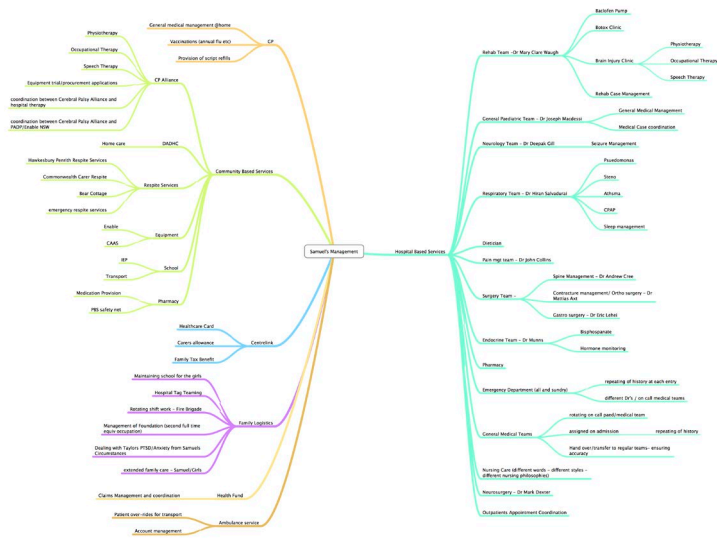 General medical management @home
Vaccinations (annual flu etc)
Provision of script refills
GP
Physiotherapy
Occupational Therapy
Speech Therapy
Equipment trial/procurement applications
coordination between Cerebral Palsy Alliance and
hospital therapy
coordination between Cerebral Palsy Alliance and
PADP/Enable NSW
CP Alliance
Home care
DADHC
Hawkesbury Penrith Respite Services
Commonwealth Carer Respite
Bear Cottage
emergency respite services
Respite Services
Enable
CAAS
Equipment
IEP
Transport
School
Medication Provision
PBS safety net
Pharmacy
Community Based Services
Healthcare Card
Carers allowance
Family Tax Benefit
Centrelink
Maintaining school for the girls
Hospital Tag Teaming
Rotating shift work - Fire Brigade
Management of Foundation (second full time
equiv occupation)
Dealing with Taylors PTSD/Anxiety from Samuels
Circumstances
extended family care - Samuel/Girls
Family Logistics
Claims Management and coordination
Health Fund
Patient over-rides for transport
Account management
Ambulance service
Samuel's Management
Hospital Based Services
Rehab Team -Dr Mary Clare Waugh
Baclofen Pump
Botox Clinic
Brain Injury Clinic
Physiotherapy
Occupational Therapy
Speech Therapy
Rehab Case Management
General Paediatric Team - Dr Joseph Macdessi
General Medical Management
Medical Case coordination
Neurology Team - Dr Deepak Gill
Seizure Management
Respiratory Team - Dr Hiran Salvadurai
Psuedomonas
Steno
Athsma
CPAP
Sleep management
Dietician
Pain mgt team - Dr John Collins
Surgery Team -
Spine Management - Dr Andrew Cree
Contracture management/ Ortho surgery - Dr
Matias Axt
Gastro surgery - Dr Eric Lehei
Endocrine Team - Dr Munns
Bisphospanate
Hormone monitoring
Pharmacy
Emergency Department (all and sundry)
repeating of history at each entry
different Dr's / on call medical teams
General Medical Teams
rotating on call paed/medical team
assigned on admission
repeating of history
Hand over/transfer to regular teams- ensuring
accuracy
Nursing Care (different words - different styles -
different nursing philosophies)
Neurosurgery - Dr Mark Dexter
Outpatients Appointment Coordination